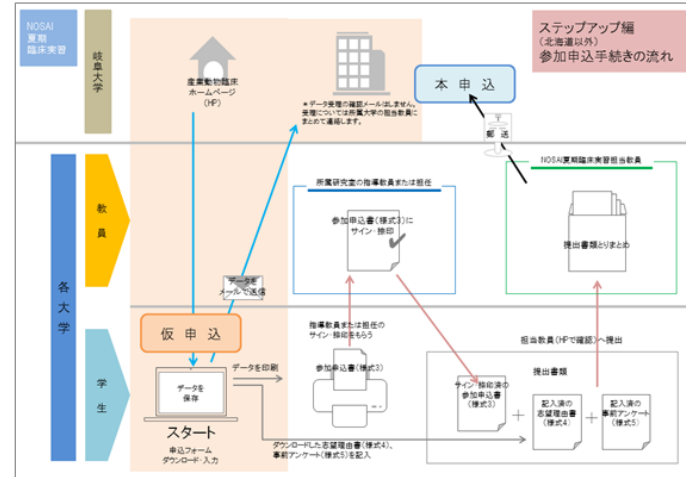 NOSAI
夏期
臨床実習
岐阜大学
産業動物臨床
ホームページ
(HP)
*データ受理の確認メールはしません。
受理については所属大学の担当教員に
まとめて連絡します。
本申込
ステップアップ編
(北海道以外)
参加申込手続きの流れ
〒
郵送
各大学
教員
所属研究室の指導教員または担任
参加申込書(様式3)に
サイン・捺印
NOSAI夏期臨床実習担当教員
提出書類とりまとめ
データを
メールで送信
学生
仮申込
データを
保存
スタート
申込フォーム
ダウンロード・入力
データを印刷
指導教員または担任の
サイン・捺印をもらう
参加申込書(様式3)
ダウンロードした志望理由書(様式4)、
事前アンケート(様式5)を記入
担当教員(HPで確認)へ提出
提出書類
サイン・捺印済の
参加申込書
(様式3)
+
記入済の
志望理由書
(様式4)
+
記入済の
事前アンケート
(様式5)